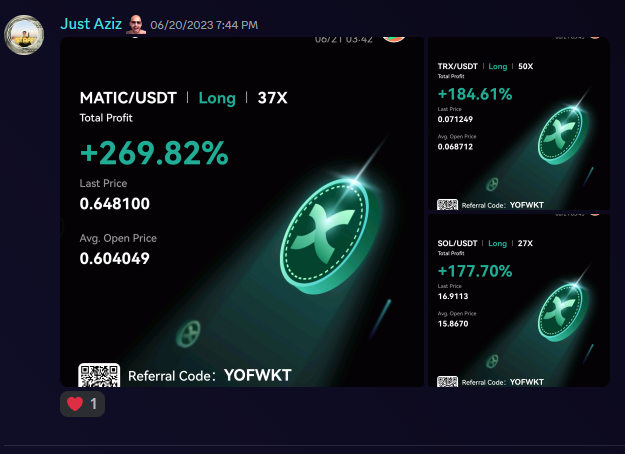 Just Aziz 06/20/2023 7:44 PM
06/21 03:42
MATIC/USDT | Long | 37X
Total Profit
+269.82%
Last Price
0.648100
Avg. Open Price
0.604049
Referral Code: YOFWKT
TRX/USDT | Long | 50X
Total Profit
+184.61%
Last Price
0.071249
Avg. Open Price
0.068712
Referral Code: YOFWKT
SOL/USDT | Long | 27X
Total Profit
+177.70%
Last Price
16.9113
Avg. Open Price
15.8670
Referral Code: YOFWKT
1